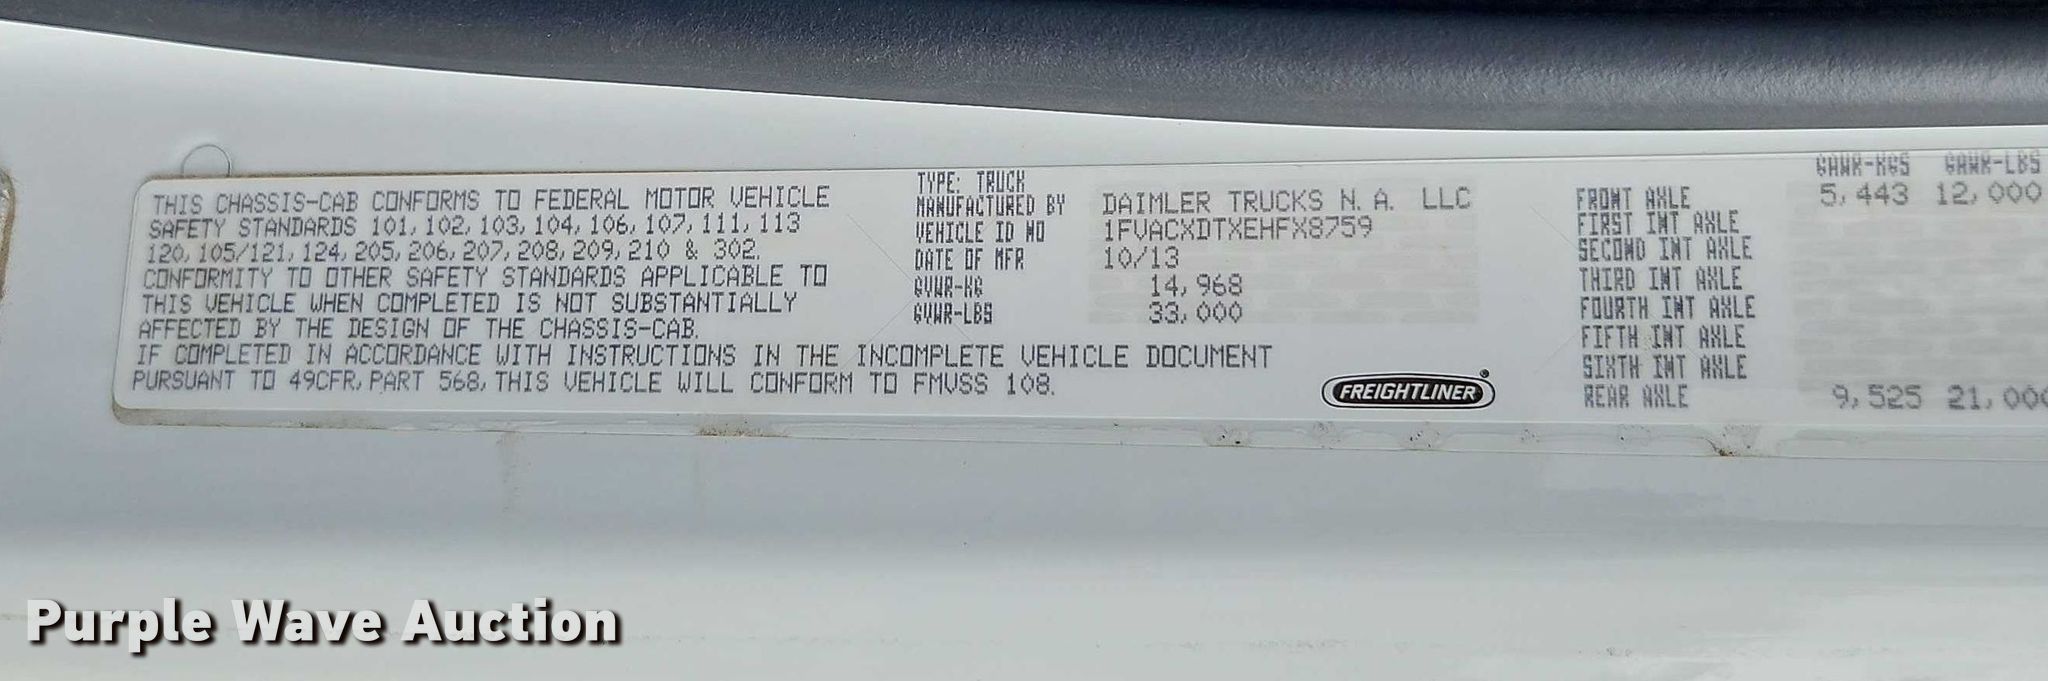 THIS CHASSIS-CAB CONFORMS TO FEDERAL MOTOR VEHICLE
SAFETY STANDARDS 101, 102, 103, 104, 106, 107, 111, 113
120, 105/121, 124, 205, 206, 207, 208, 209, 210 & 302.
CONFORMITY TO OTHER SAFETY STANDARDS APPLICABLE TO
THIS VEHICLE WHEN COMPLETED IS NOT SUBSTANTIALLY
AFFECTED BY THE DESIGN OF THE CHASSIS-CAB.
IF COMPLETED IN ACCORDANCE WITH INSTRUCTIONS IN THE INCOMPLETE VEHICLE DOCUMENT
PURSUANT TO 49CFR, PART 568, THIS VEHICLE WILL CONFORM TO FMVSS 108.
TYPE: TRUCK
MANUFACTURED BY DAIMLER TRUCKS N. A. LLC
VEHICLE ID NO 1FVACXDTXEHFX8759
DATE OF MFR 10/13
GVWR-KG 14,968
GVWR-LBS 33,000
FREIGHTLINER
GAWR-KGS GAWR-LBS
FRONT AXLE 5,443 12,000
FIRST INT AXLE
SECOND INT AXLE
THIRD INT AXLE
FOURTH INT AXLE
FIFTH INT AXLE
SIXTH INT AXLE
REAR AXLE 9,525 21,000
Purple Wave Auction